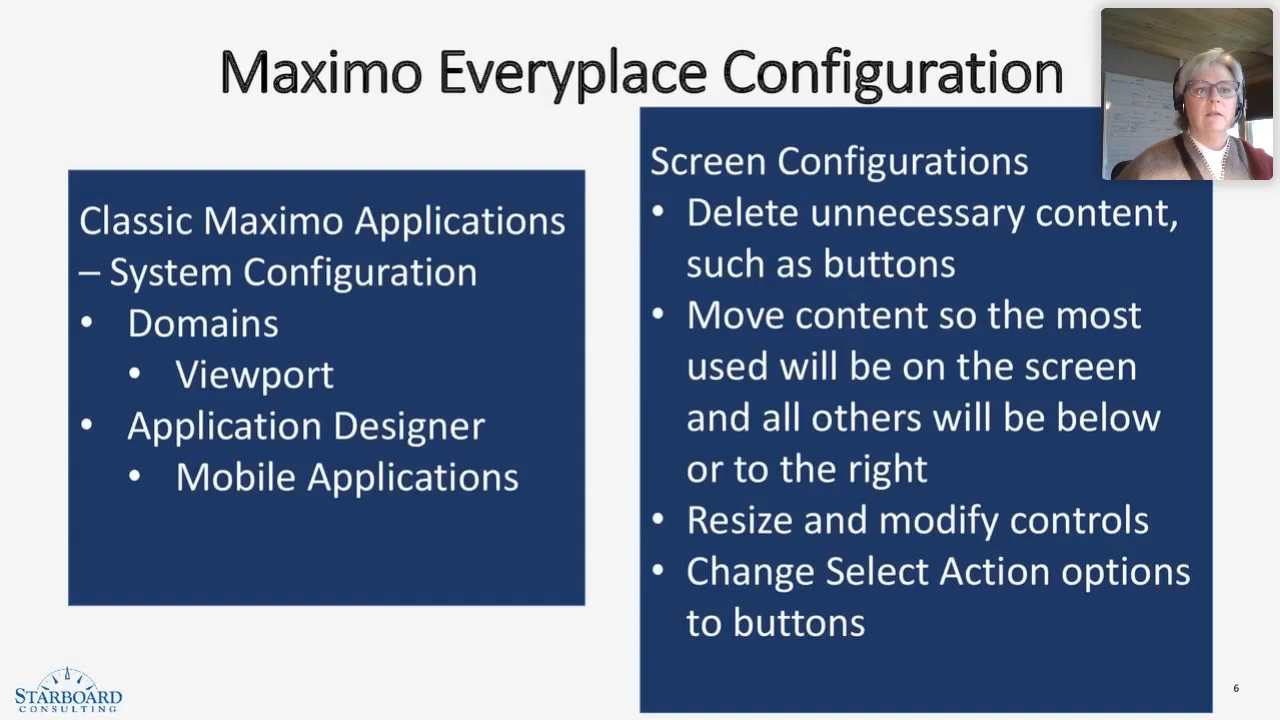 Maximo Everyplace Configuration
Classic Maximo Applications
– System Configuration
• Domains
• Viewport
• Application Designer
• Mobile Applications
Screen Configurations
• Delete unnecessary content,
such as buttons
• Move content so the most
used will be on the screen
and all others will be below
or to the right
• Resize and modify controls
• Change Select Action options
to buttons
STARBOARD
CONSULTING
6